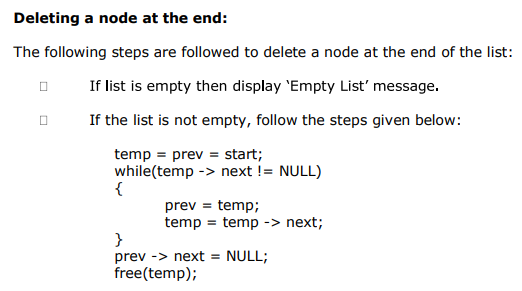 Deleting a node at the end:
The following steps are followed to delete a node at the end of the list:
If list is empty then display ‘Empty List’ message.
If the list is not empty, follow the steps given below:
temp = prev = start;
while(temp -> next != NULL)
{
prev = temp;
temp = temp -> next;
}
prev -> next = NULL;
free(temp);